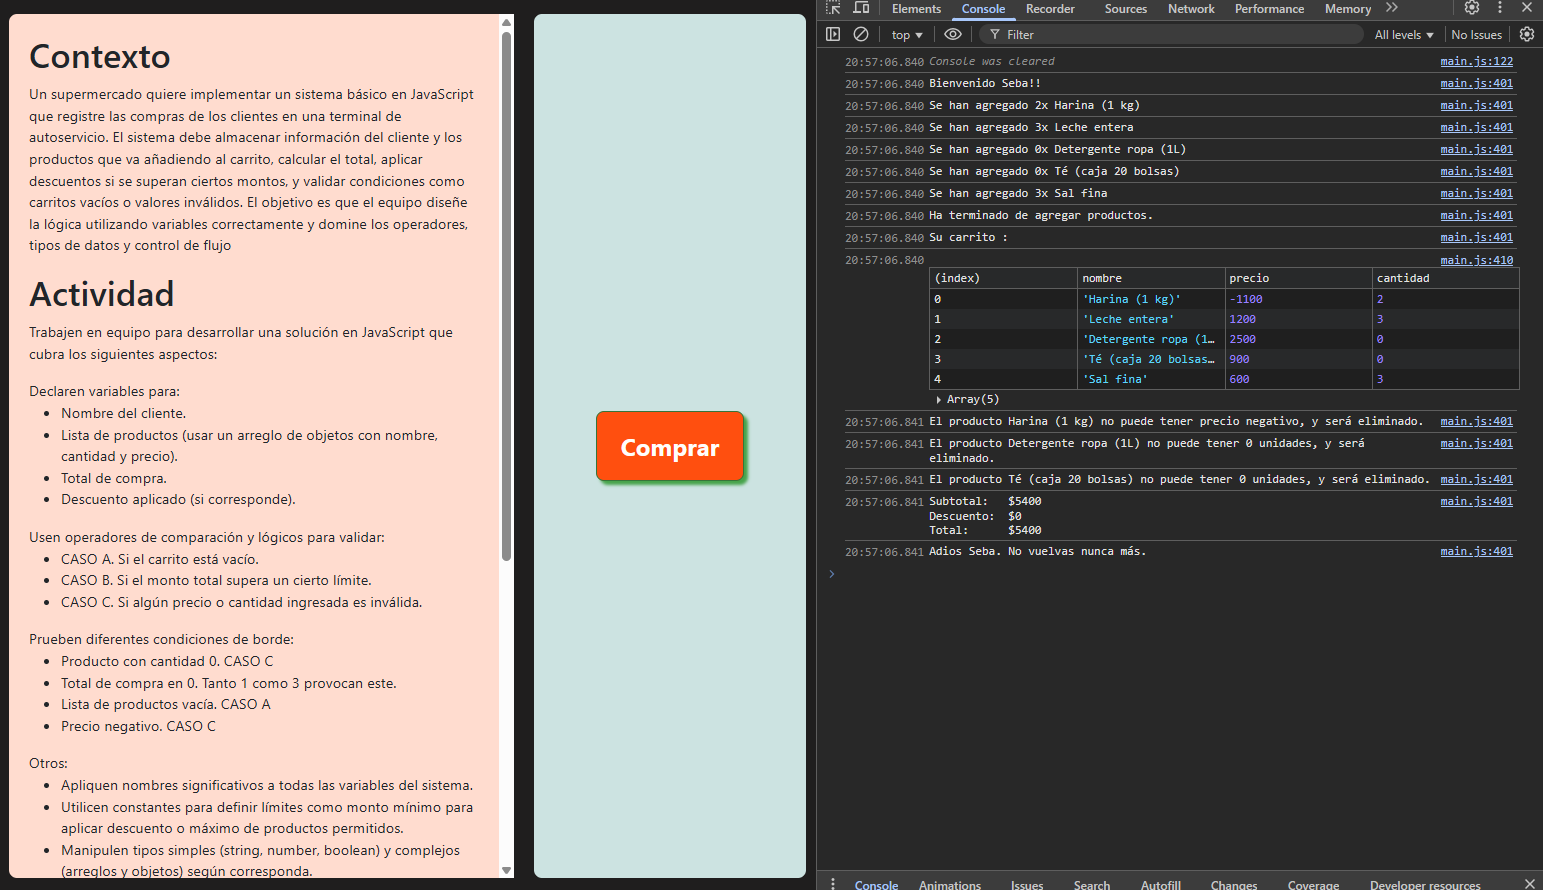 Contexto
Un supermercado quiere implementar un sistema básico en JavaScript
que registre las compras de los clientes en una terminal de
autoservicio. El sistema debe almacenar información del cliente y los
productos que va añadiendo al carrito, calcular el total, aplicar
descuentos si se superan ciertos montos, y validar condiciones como
carritos vacíos o valores inválidos. El objetivo es que el equipo diseñe
la lógica utilizando variables correctamente y domine los operadores,
tipos de datos y control de flujo
Actividad
Trabajen en equipo para desarrollar una solución en JavaScript que
cubra los siguientes aspectos:
Declaren variables para:
• Nombre del cliente.
• Lista de productos (usar un arreglo de objetos con nombre,
cantidad y precio).
• Total de compra.
• Descuento aplicado (si corresponde).
Usen operadores de comparación y lógicos para validar:
• CASO A. Si el carrito está vacío.
• CASO B. Si el monto total supera un cierto límite.
• CASO C. Si algún precio o cantidad ingresada es inválida.
Prueben diferentes condiciones de borde:
• Producto con cantidad 0. CASO C
• Total de compra en 0. Tanto 1 como 3 provocan este.
• Lista de productos vacía. CASO A
• Precio negativo. CASO C
Otros:
• Apliquen nombres significativos a todas las variables del sistema.
• Utilicen constantes para definir límites como monto mínimo para
aplicar descuento o máximo de productos permitidos.
• Manipulen tipos simples (string, number, boolean) y complejos
(arreglos y objetos) según corresponda.
Comprar
Elements Console Recorder Sources Network Performance Memory
top Filter All levels No Issues
20:57:06.840 Console was cleared main.js:122
20:57:06.840 Bienvenido Seba!! main.js:401
20:57:06.840 Se han agregado 2x Harina (1 kg) main.js:401
20:57:06.840 Se han agregado 3x Leche entera main.js:401
20:57:06.840 Se han agregado 0x Detergente ropa (1L) main.js:401
20:57:06.840 Se han agregado 0x Té (caja 20 bolsas) main.js:401
20:57:06.840 Se han agregado 3x Sal fina main.js:401
20:57:06.840 Ha terminado de agregar productos. main.js:401
20:57:06.840 Su carrito : main.js:401
20:57:06.840 main.js:410
(index) nombre precio cantidad
0 'Harina (1 kg)' -1100 2
1 'Leche entera' 1200 3
2 'Detergente ropa (1… 2500 0
3 'Té (caja 20 bolsas… 900 0
4 'Sal fina' 600 3
Array(5)
20:57:06.841 El producto Harina (1 kg) no puede tener precio negativo, y será eliminado. main.js:401
20:57:06.841 El producto Detergente ropa (1L) no puede tener 0 unidades, y será main.js:401
eliminado.
20:57:06.841 El producto Té (caja 20 bolsas) no puede tener 0 unidades, y será eliminado. main.js:401
20:57:06.841 Subtotal: $5400 main.js:401
Descuento: $0
Total: $5400
20:57:06.841 Adios Seba. No vuelvas nunca más. main.js:401
Console Animations Issues Search Autofill Changes Coverage Developer resources